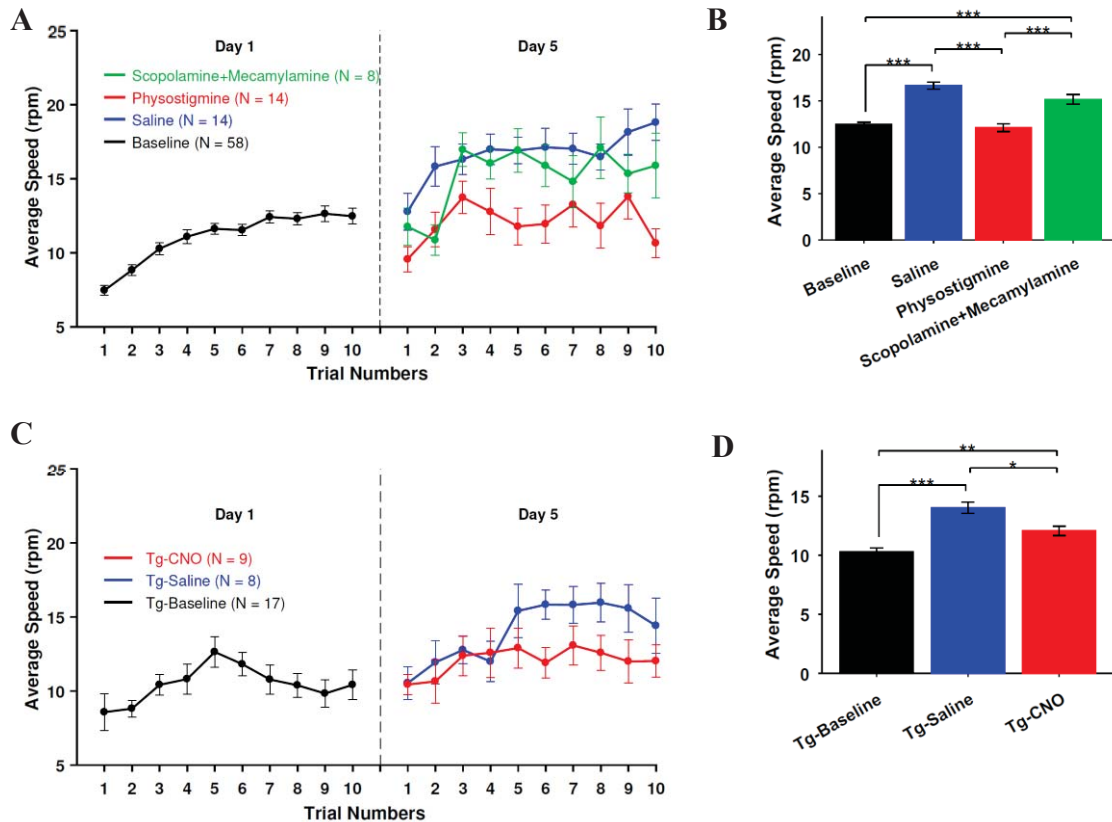 A
Day 1
Day 5
Scopolamine+Mecamylamine (N = 8)
Physostigmine (N = 14)
Saline (N = 14)
Baseline (N = 58)
Average Speed (rpm)
25
20
15
10
5
1 2 3 4 5 6 7 8 9 10 1 2 3 4 5 6 7 8 9 10
Trial Numbers
B
***
***
***
***
Average Speed (rpm)
20
15
10
5
0
Baseline
Saline
Physostigmine
Scopolamine+Mecamylamine
C
Day 1
Day 5
Tg-CNO (N = 9)
Tg-Saline (N = 8)
Tg-Baseline (N = 17)
Average Speed (rpm)
25
20
15
10
5
1 2 3 4 5 6 7 8 9 10 1 2 3 4 5 6 7 8 9 10
Trial Numbers
D
**
*
***
Average Speed (rpm)
15
10
5
0
Tg-Baseline
Tg-Saline
Tg-CNO